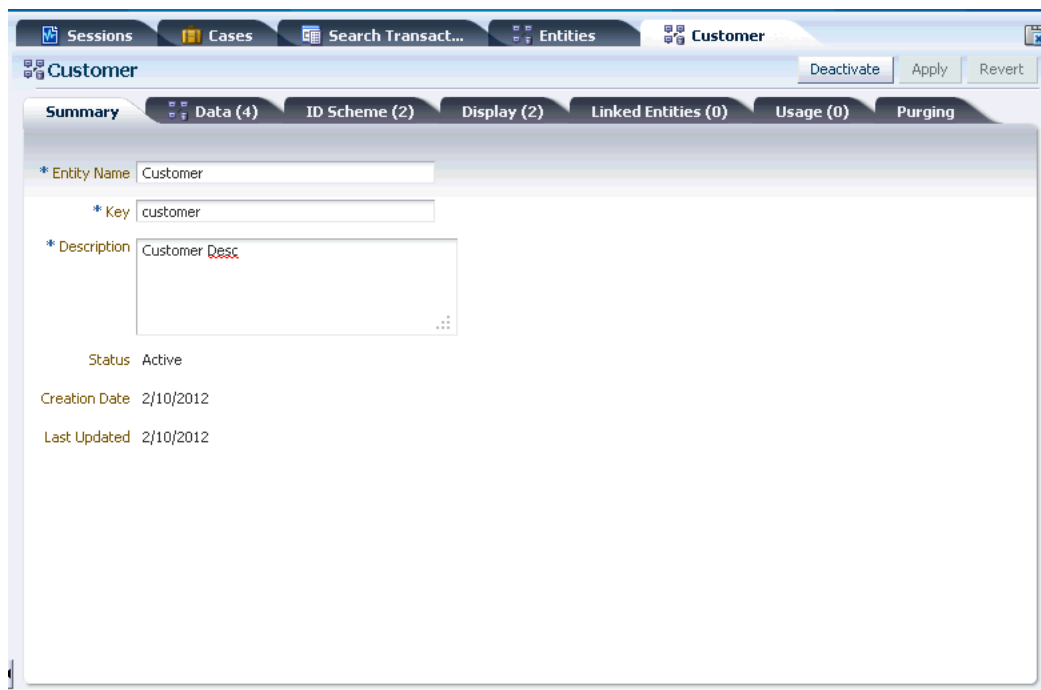 Sessions Cases Search Transact... Entities Customer
Customer Deactivate Apply Revert
Summary Data (4) ID Scheme (2) Display (2) Linked Entities (0) Usage (0) Purging
* Entity Name Customer
* Key customer
* Description Customer Desc
Status Active
Creation Date 2/10/2012
Last Updated 2/10/2012